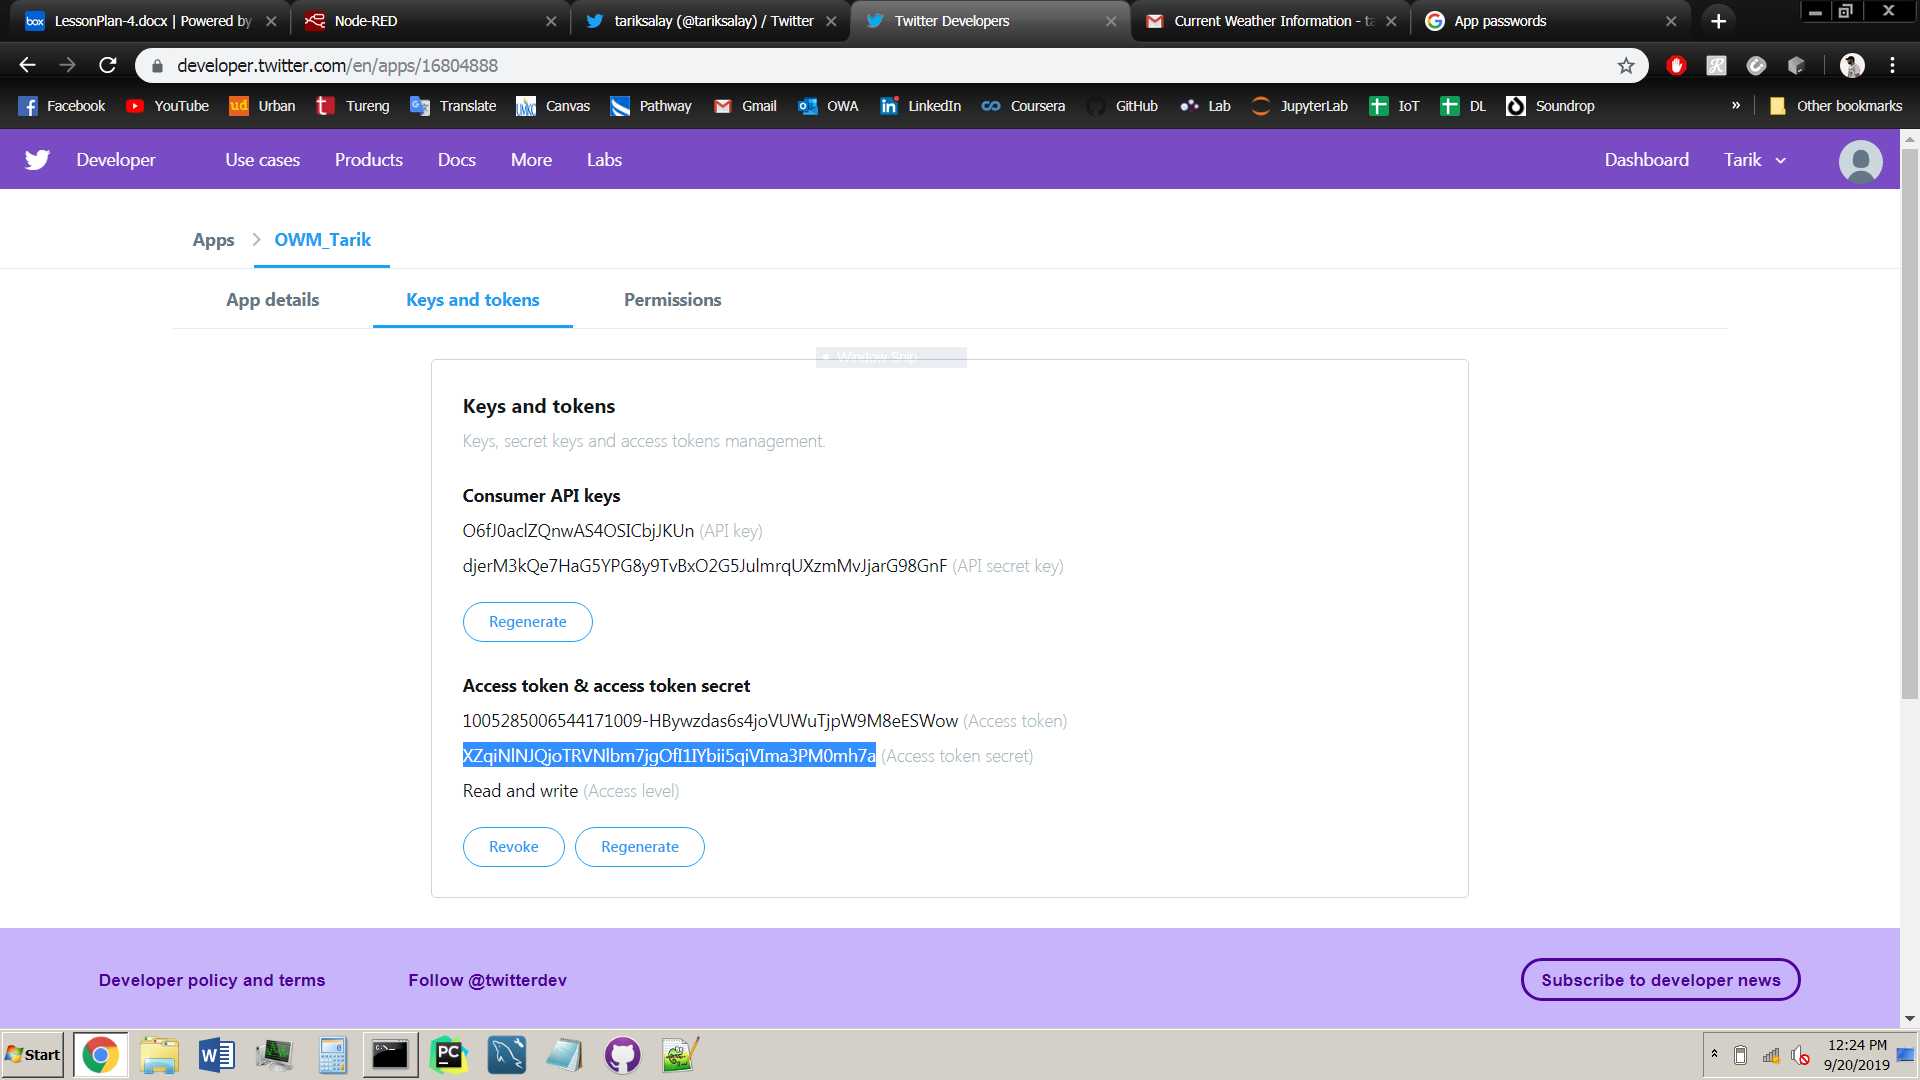 LessonPlan-4.docx | Powered by
Node-RED
tariksalay (@tariksalay) / Twitter
Twitter Developers
Current Weather Information - ta
App passwords
developer.twitter.com/en/apps/16804888
Facebook
YouTube
Urban
Tureng
Translate
Canvas
Pathway
Gmail
OWA
LinkedIn
Coursera
GitHub
Lab
JupyterLab
IoT
DL
Soundrop
»
Other bookmarks
Developer
Use cases
Products
Docs
More
Labs
Dashboard
Tarik
Apps
OWM_Tarik
App details
Keys and tokens
Permissions
Window Snip
Keys and tokens
Keys, secret keys and access tokens management.
Consumer API keys
(API key)
(API secret key)
Regenerate
Access token & access token secret
1005285006544171009-HBywzdas6s4joVUWuTjpW9M8eESWow (Access token)
(Access token secret)
Read and write (Access level)
Revoke
Regenerate
Developer policy and terms
Follow @twitterdev
Subscribe to developer news
Start
12:24 PM
9/20/2019